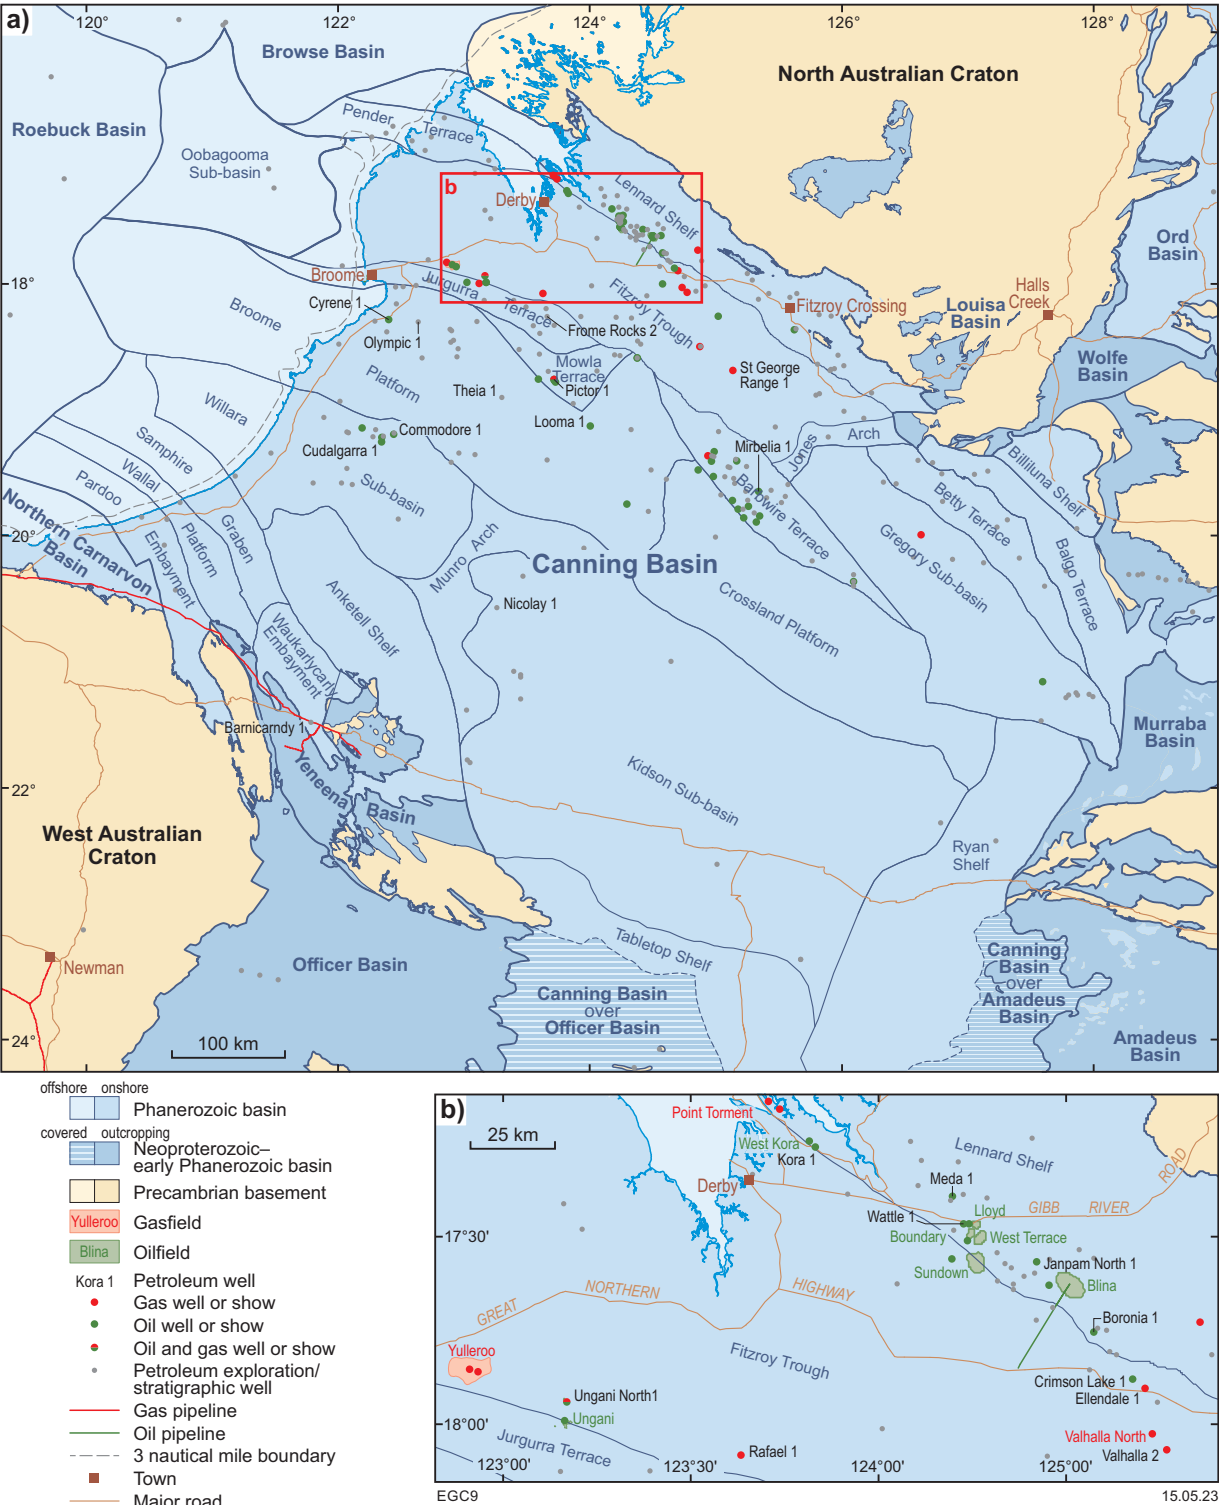 a)
120°
122°
124°
126°
128°
Browse Basin
North Australian Craton
Roebuck Basin
Pender
Terrace
Oobagooma
Sub-basin
b
Lennard Shelf
Derby
Ord
Basin
Broome
18°
Jurgurra
Terrace
Fitzroy Trough
Halls
Creek
Louisa
Basin
Fitzroy Crossing
Cyrene 1
Broome
Olympic 1
Frome Rocks 2
Wolfe
Basin
Mowla
Terrace
St George
Range 1
Platform
Theia 1
Pictor 1
Willara
Looma 1
Commodore 1
Cudalgarra 1
Mirbelia 1
Jones
Arch
Samphire
Wallal
Pardoo
Sub-basin
Billiluna Shelf
Betty Terrace
Barbwire Terrace
Northern Carnarvon
Basin
20°
Embayment
Platform
Graben
Munro Arch
Canning Basin
Gregory Sub-basin
Balgo Terrace
Anketell Shelf
Nicolay 1
Crossland Platform
Waukarlycarly
Embayment
Barnicarndy 1
Murraba
Basin
Yeneena Basin
Kidson Sub-basin
22°
West Australian
Craton
Ryan
Shelf
Tabletop Shelf
Newman
Officer Basin
Canning
Basin
over
Amadeus
Basin
Canning Basin
over
Officer Basin
24°
100 km
Amadeus
Basin
offshore onshore
Phanerozoic basin
covered outcropping
Neoproterozoic–
early Phanerozoic basin
Precambrian basement
Yulleroo
Gasfield
Blina
Oilfield
Kora 1
Petroleum well
Gas well or show
Oil well or show
Oil and gas well or show
Petroleum exploration/
stratigraphic well
Gas pipeline
Oil pipeline
3 nautical mile boundary
Town
Major road
b)
25 km
Point Torment
West Kora
Kora 1
Lennard Shelf
ROAD
Derby
Meda 1
GIBB RIVER
Wattle 1
Lloyd
17°30'
Boundary
West Terrace
Sundown
Janpam North 1
Blina
GREAT NORTHERN HIGHWAY
Boronia 1
Yulleroo
Fitzroy Trough
Crimson Lake 1
Ellendale 1
Ungani North1
Ungani
18°00'
Valhalla North
Valhalla 2
Jurgurra Terrace
Rafael 1
123°00'
123°30'
124°00'
125°00'
EGC9
15.05.23